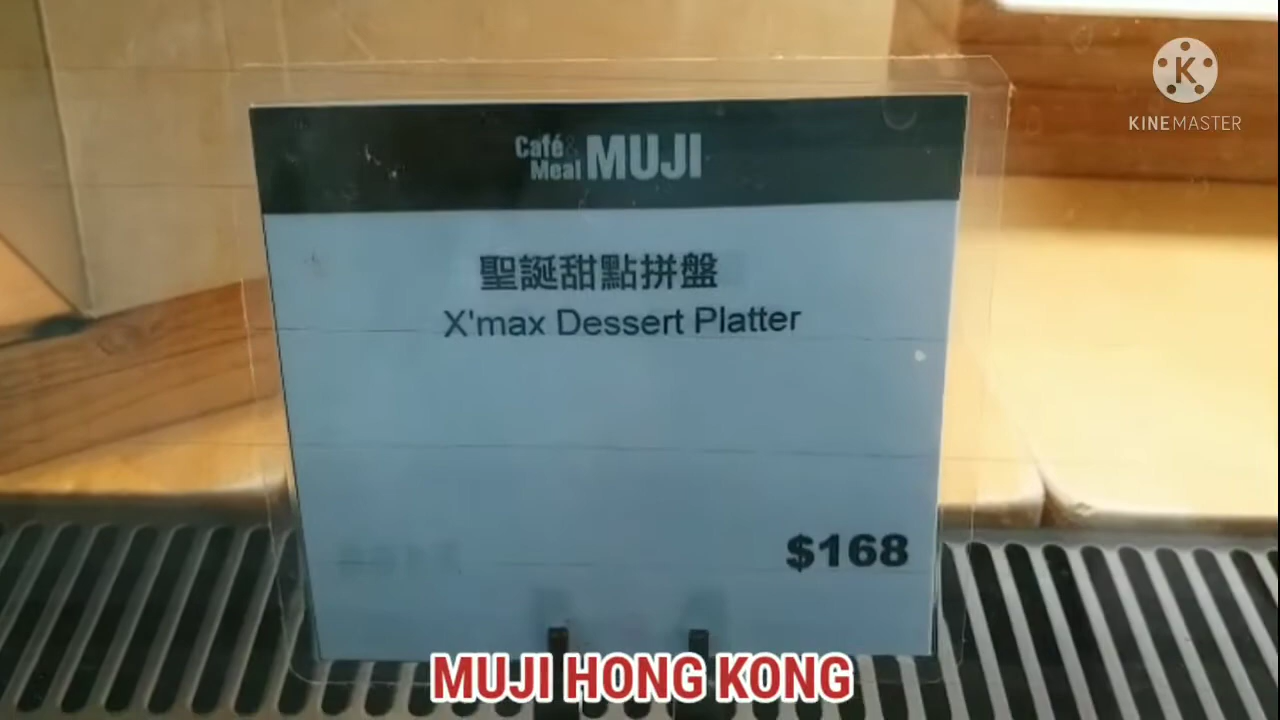 KINEMASTER
Café &
Meal MUJI
聖誕甜點拼盤
X'max Dessert Platter
$168
MUJI HONG KONG